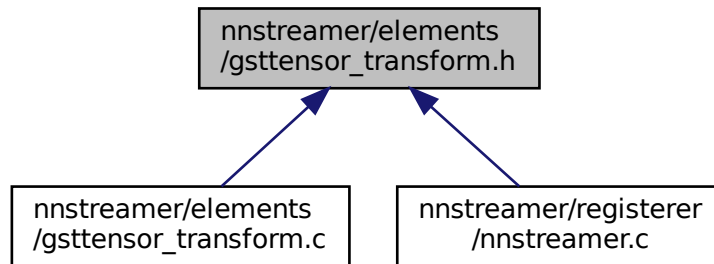 nnstreamer/elements
/gsttensor_transform.h
nnstreamer/elements
/gsttensor_transform.c
nnstreamer/registerer
/nnstreamer.c